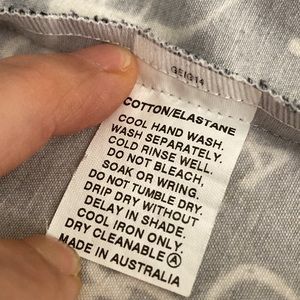 GEIG14
COTTON/ELASTANE
COOL HAND WASH.
WASH SEPARATELY.
COLD RINSE WELL.
DO NOT BLEACH,
SOAK OR WRING.
DO NOT TUMBLE DRY.
DRIP DRY WITHOUT
DELAY IN SHADE.
COOL IRON ONLY.
DRY CLEANABLE Ⓐ
MADE IN AUSTRALIA